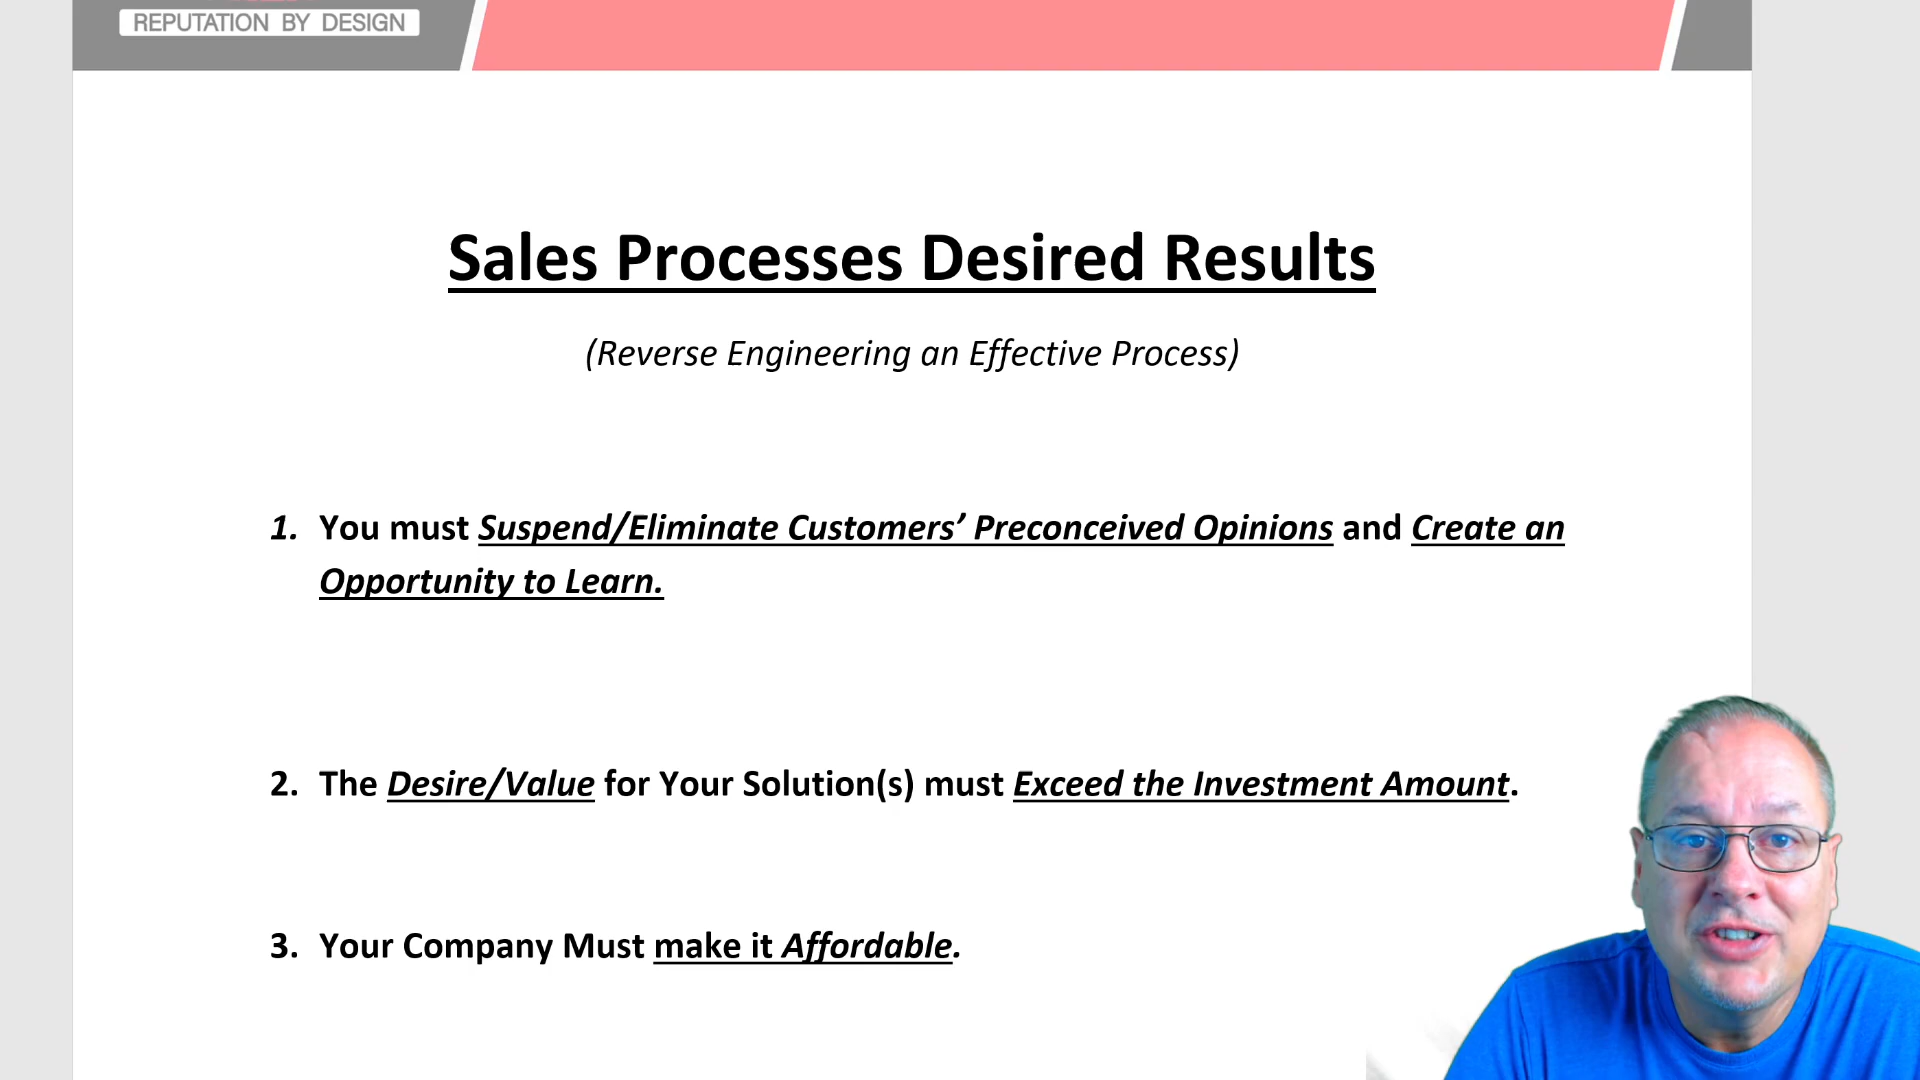 REPUTATION BY DESIGN
Sales Processes Desired Results
(Reverse Engineering an Effective Process)
1. You must Suspend/Eliminate Customers’ Preconceived Opinions and Create an
Opportunity to Learn.
2. The Desire/Value for Your Solution(s) must Exceed the Investment Amount.
3. Your Company Must make it Affordable.